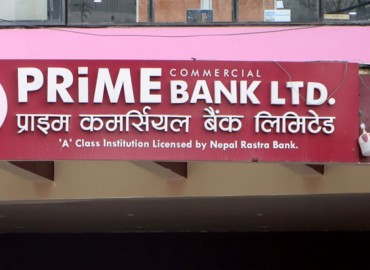 PRiME COMMERCIAL BANK LTD.
प्राइम कमर्सियल बैंक लिमिटेड
'A' Class Institution Licensed by Nepal Rastra Bank.